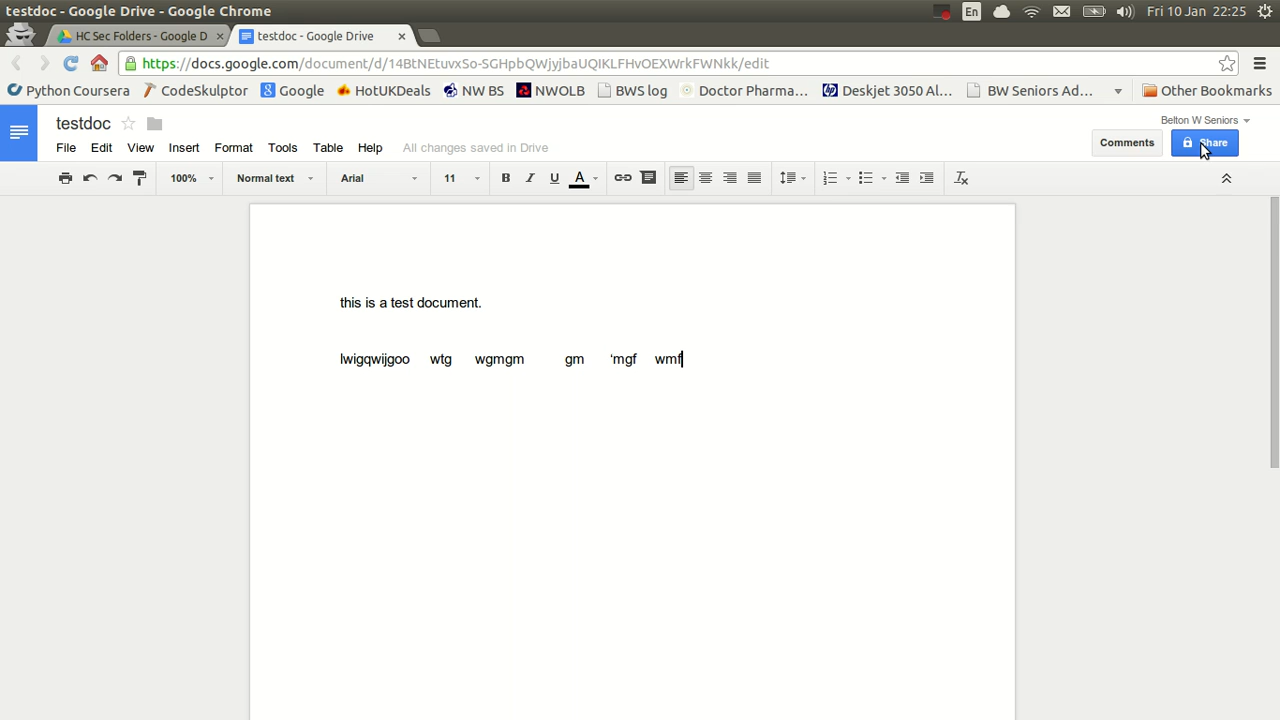 testdoc - Google Drive - Google Chrome
En
Fri 10 Jan 22:25
HC Sec Folders - Google D
testdoc - Google Drive
https://docs.google.com/document/d/14BtNEtuvxSo-SGHpbQWjyjbaUQIKLFHvOEXWrkFWNkk/edit
Python Coursera
CodeSkulptor
Google
HotUKDeals
NW BS
NWOLB
BWS log
Doctor Pharma...
Deskjet 3050 Al...
BW Seniors Ad...
Other Bookmarks
testdoc
Belton W Seniors
File Edit View Insert Format Tools Table Help All changes saved in Drive
Comments
Share
100% Normal text Arial 11 B I U A
this is a test document.
lwigqwijgoo wtg wgmgm gm ‘mgf wmf